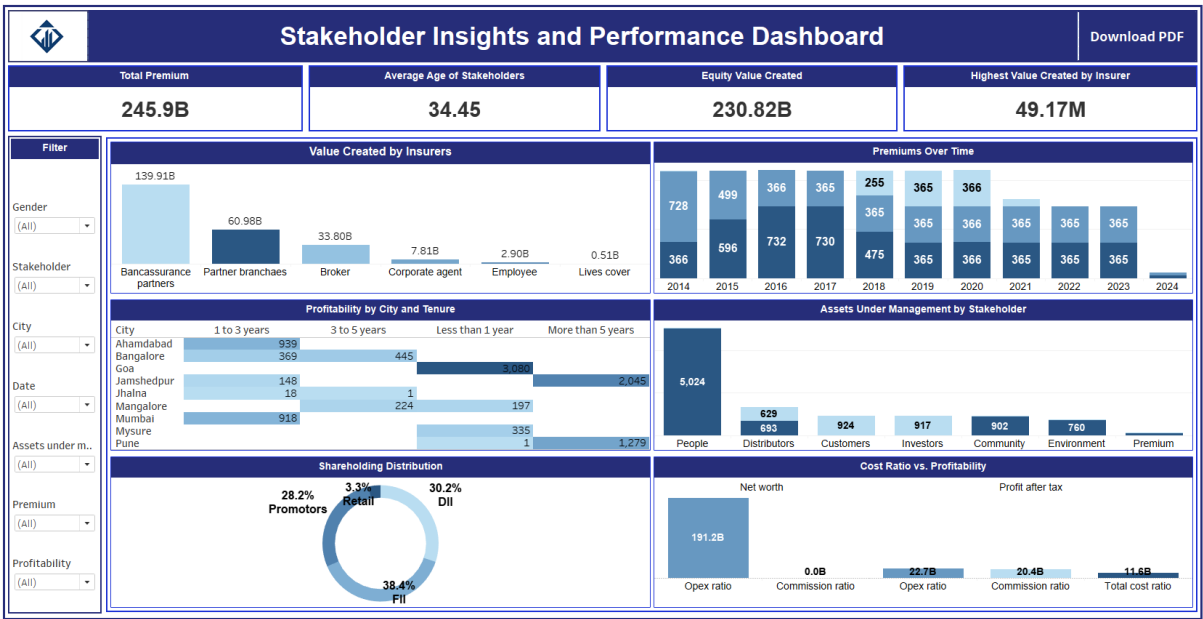 Stakeholder Insights and Performance Dashboard
Download PDF
Total Premium
245.9B
Average Age of Stakeholders
34.45
Equity Value Created
230.82B
Highest Value Created by Insurer
49.17M
Filter
Gender
(All)
Stakeholder
(All)
City
(All)
Date
(All)
Assets under m..
(All)
Premium
(All)
Profitability
(All)
Value Created by Insurers
139.91B
60.98B
33.80B
7.81B
2.90B
0.51B
Bancassurance
partners
Partner branchaes
Broker
Corporate agent
Employee
Lives cover
Premiums Over Time
728 499 366 365 255 365 366
365 365 366 365 365 365
366 596 732 730 475 365 366 365 365 365
2014 2015 2016 2017 2018 2019 2020 2021 2022 2023 2024
Profitability by City and Tenure
City 1 to 3 years 3 to 5 years Less than 1 year More than 5 years
Ahamdabad 939
Bangalore 369 445
Goa 3,080
Jamshedpur 148 2,045
Jhalna 18 1
Mangalore 224 197
Mumbai 918
Mysure 335
Pune 1 1,279
Assets Under Management by Stakeholder
5,024
629
693 924 917 902 760
People Distributors Customers Investors Community Environment Premium
Shareholding Distribution
3.3%
Retail
30.2%
DII
28.2%
Promotors
38.4%
FII
Cost Ratio vs. Profitability
Net worth Profit after tax
191.2B
0.0B 22.7B 20.4B 11.6B
Opex ratio Commission ratio Opex ratio Commission ratio Total cost ratio